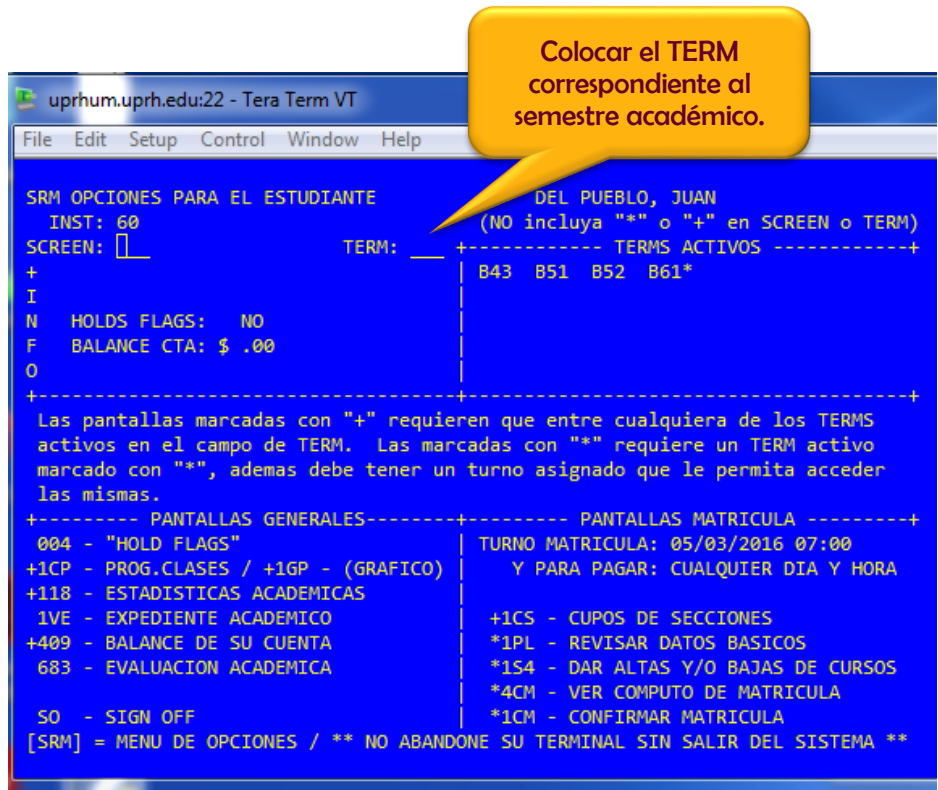 Colocar el TERM
correspondiente al
semestre académico.
uprhum.uprh.edu:22 - Tera Term VT
File Edit Setup Control Window Help
SRM OPCIONES PARA EL ESTUDIANTE DEL PUEBLO, JUAN
INST: 60 (NO incluya "*" o "+" en SCREEN o TERM)
SCREEN: ___ TERM: ___ +------------ TERMS ACTIVOS ------------+
+ | B43 B51 B52 B61*
I |
N HOLDS FLAGS: NO |
F BALANCE CTA: $ .00 |
O |
+--------------------------------------+---------------------------------------+
Las pantallas marcadas con "+" requieren que entre cualquiera de los TERMS
activos en el campo de TERM. Las marcadas con "*" requiere un TERM activo
marcado con "*", ademas debe tener un turno asignado que le permita acceder
las mismas.
+--------- PANTALLAS GENERALES--------+--------- PANTALLAS MATRICULA ---------+
004 - "HOLD FLAGS" | TURNO MATRICULA: 05/03/2016 07:00
+1CP - PROG.CLASES / +1GP - (GRAFICO) | Y PARA PAGAR: CUALQUIER DIA Y HORA
+118 - ESTADISTICAS ACADEMICAS |
1VE - EXPEDIENTE ACADEMICO | +1CS - CUPOS DE SECCIONES
+409 - BALANCE DE SU CUENTA | *1PL - REVISAR DATOS BASICOS
683 - EVALUACION ACADEMICA | *1S4 - DAR ALTAS Y/O BAJAS DE CURSOS
| *4CM - VER COMPUTO DE MATRICULA
SO - SIGN OFF | *1CM - CONFIRMAR MATRICULA
[SRM] = MENU DE OPCIONES / ** NO ABANDONE SU TERMINAL SIN SALIR DEL SISTEMA **